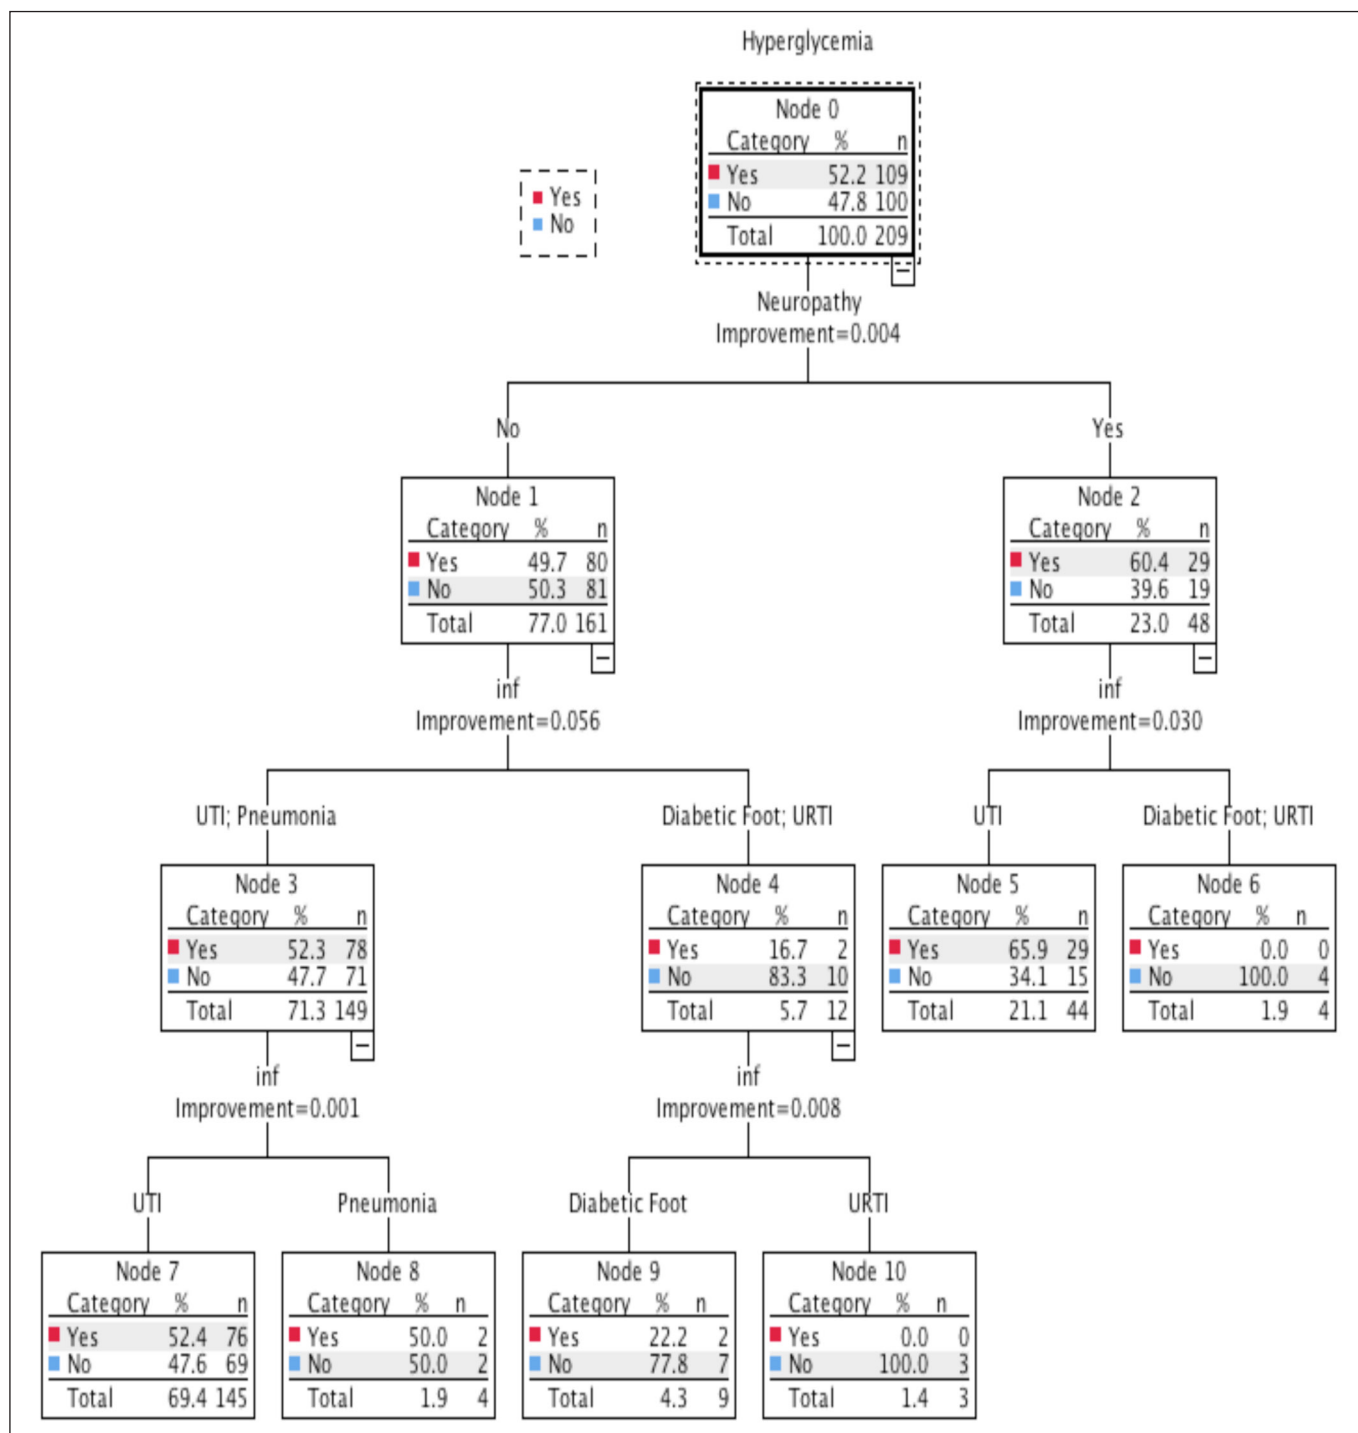 Hyperglycemia
Node 0
Category % n
Yes 52.2 109
No 47.8 100
Total 100.0 209
Yes
No
Neuropathy
Improvement=0.004
No
Yes
Node 1
Category % n
Yes 49.7 80
No 50.3 81
Total 77.0 161
Node 2
Category % n
Yes 60.4 29
No 39.6 19
Total 23.0 48
inf
Improvement=0.056
inf
Improvement=0.030
UTI; Pneumonia
Diabetic Foot; URTI
UTI
Diabetic Foot; URTI
Node 3
Category % n
Yes 52.3 78
No 47.7 71
Total 71.3 149
Node 4
Category % n
Yes 16.7 2
No 83.3 10
Total 5.7 12
Node 5
Category % n
Yes 65.9 29
No 34.1 15
Total 21.1 44
Node 6
Category % n
Yes 0.0 0
No 100.0 4
Total 1.9 4
inf
Improvement=0.001
inf
Improvement=0.008
UTI
Pneumonia
Diabetic Foot
URTI
Node 7
Category % n
Yes 52.4 76
No 47.6 69
Total 69.4 145
Node 8
Category % n
Yes 50.0 2
No 50.0 2
Total 1.9 4
Node 9
Category % n
Yes 22.2 2
No 77.8 7
Total 4.3 9
Node 10
Category % n
Yes 0.0 0
No 100.0 3
Total 1.4 3